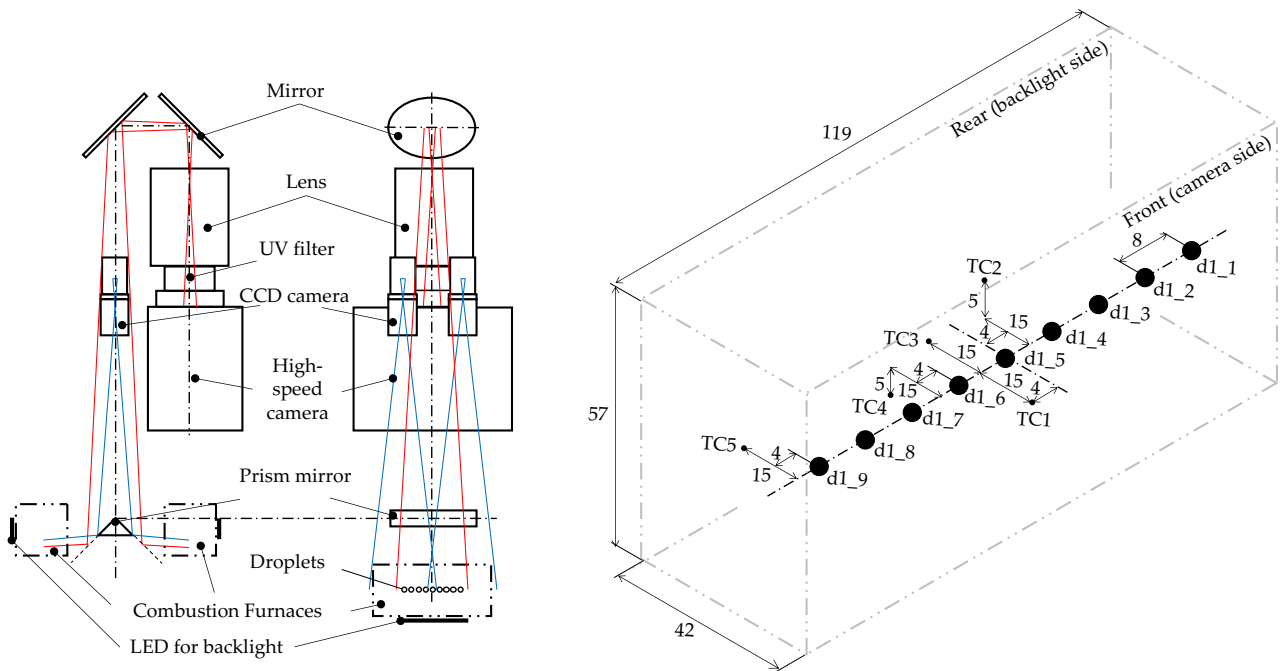 Mirror
Lens
UV filter
CCD camera
High-
speed
camera
Prism mirror
Droplets
Combustion Furnaces
LED for backlight
119
Rear (backlight side)
Front (camera side)
8
d1_1
d1_2
TC2
5
d1_3
15
4
d1_4
TC3
15
d1_5
4
15
4
5
15
d1_6
TC4
TC1
d1_7
57
TC5
4
d1_8
15
d1_9
42